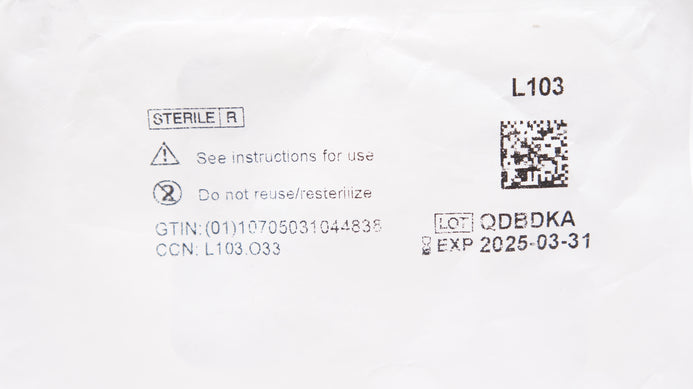 L103
STERILE R
See instructions for use
Do not reuse/resterilize
GTIN:(01)10705031044838
CCN: L103.O33
LOT QDBDKA
EXP 2025-03-31